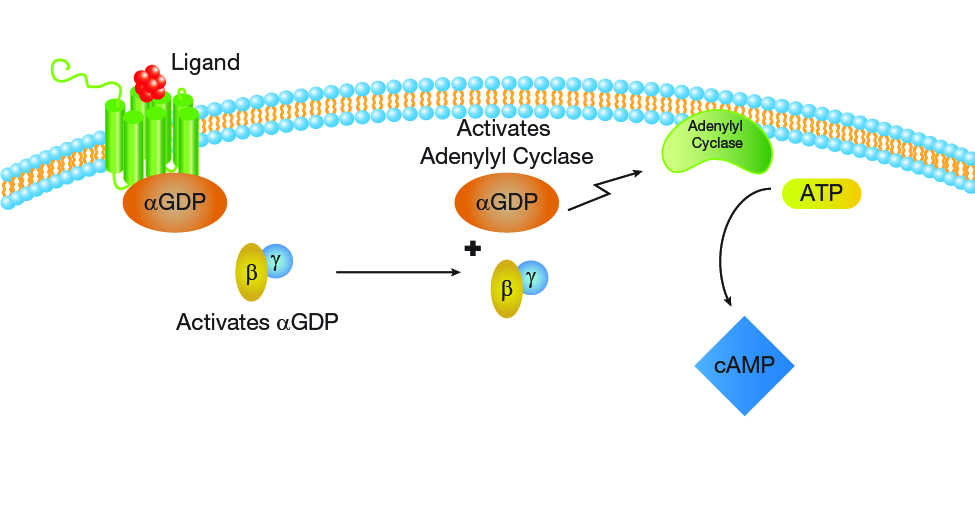 Ligand
αGDP
β
γ
Activates αGDP
Activates
Adenylyl Cyclase
αGDP
+
β
γ
Adenylyl
Cyclase
ATP
cAMP